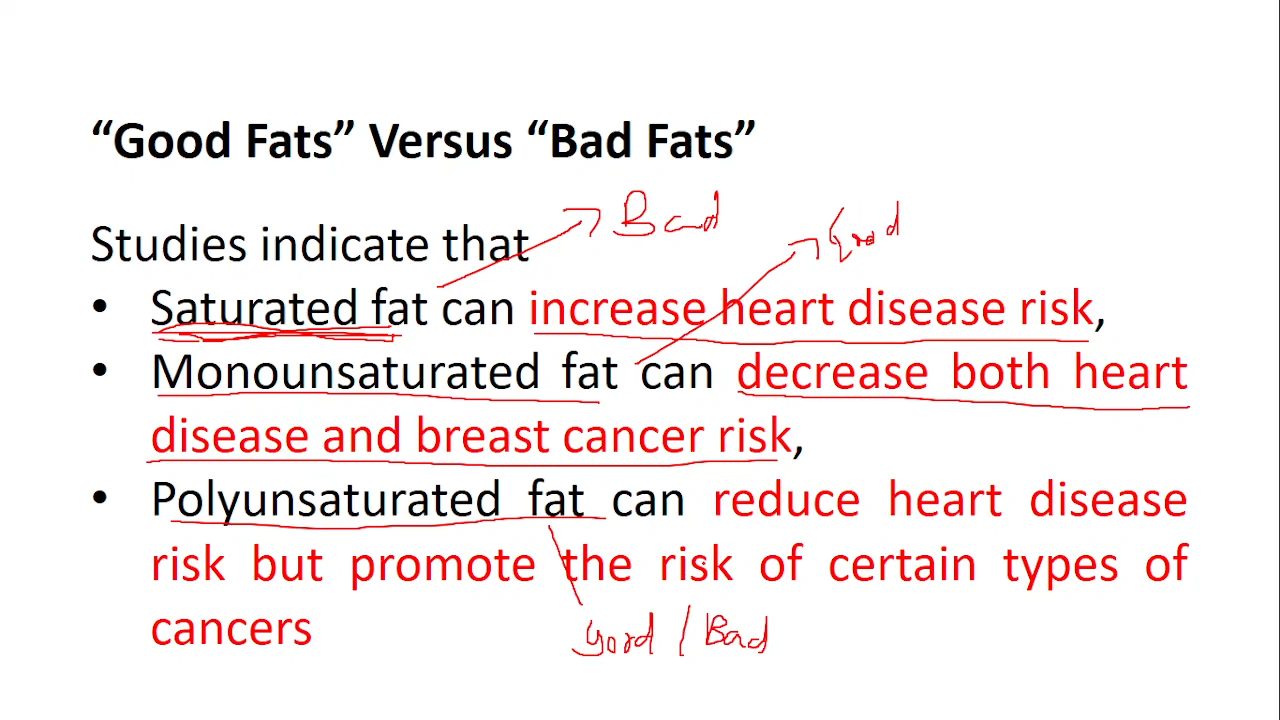 “Good Fats” Versus “Bad Fats”
Bad
Good
Studies indicate that
• Saturated fat can increase heart disease risk,
• Monounsaturated fat can decrease both heart
disease and breast cancer risk,
• Polyunsaturated fat can reduce heart disease
risk but promote the risk of certain types of
cancers
Good / Bad